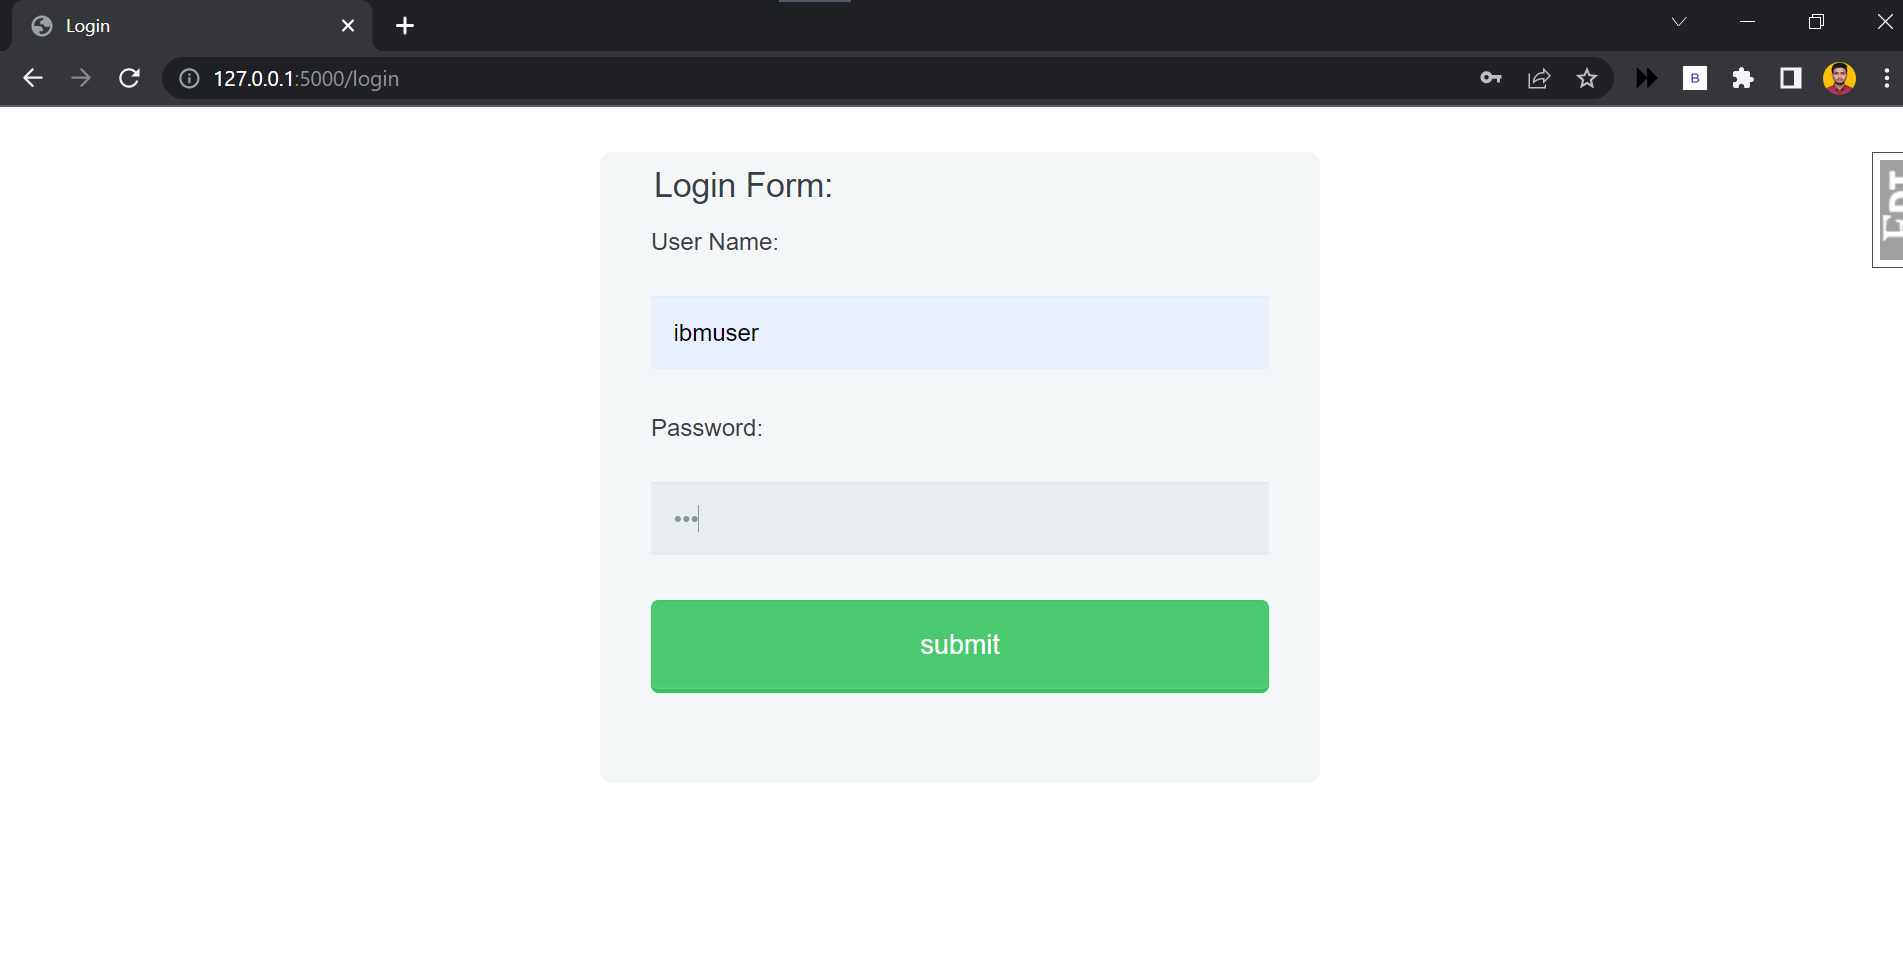 Login
127.0.0.1:5000/login
B
Login Form:
User Name:
ibmuser
Password:
•••
submit